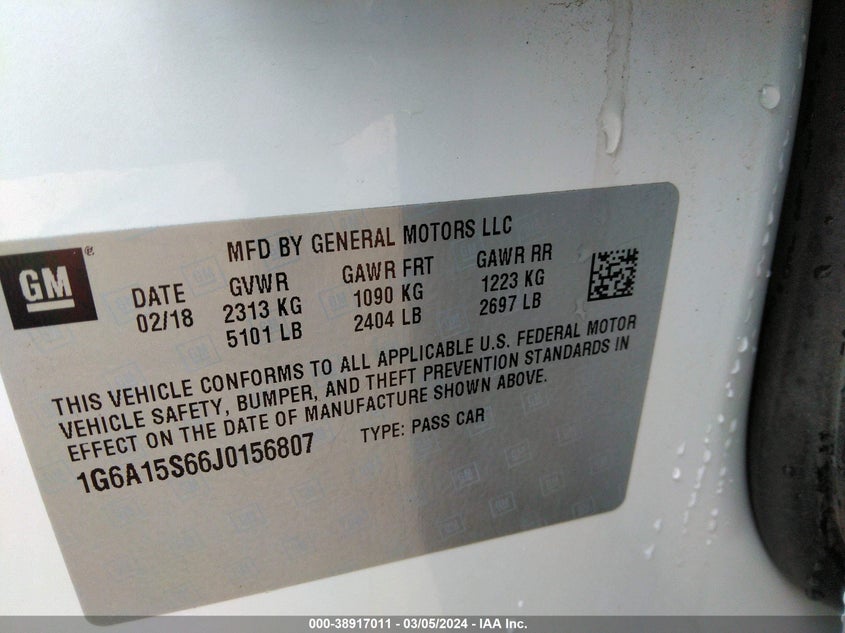 MFD BY GENERAL MOTORS LLC
GM®
DATE
02/18
GVWR
2313 KG
5101 LB
GAWR FRT
1090 KG
2404 LB
GAWR RR
1223 KG
2697 LB
THIS VEHICLE CONFORMS TO ALL APPLICABLE U.S. FEDERAL MOTOR
VEHICLE SAFETY, BUMPER, AND THEFT PREVENTION STANDARDS IN
EFFECT ON THE DATE OF MANUFACTURE SHOWN ABOVE.
1G6A15S66J0156807 TYPE: PASS CAR
000-38917011 - 03/05/2024 - IAA Inc.